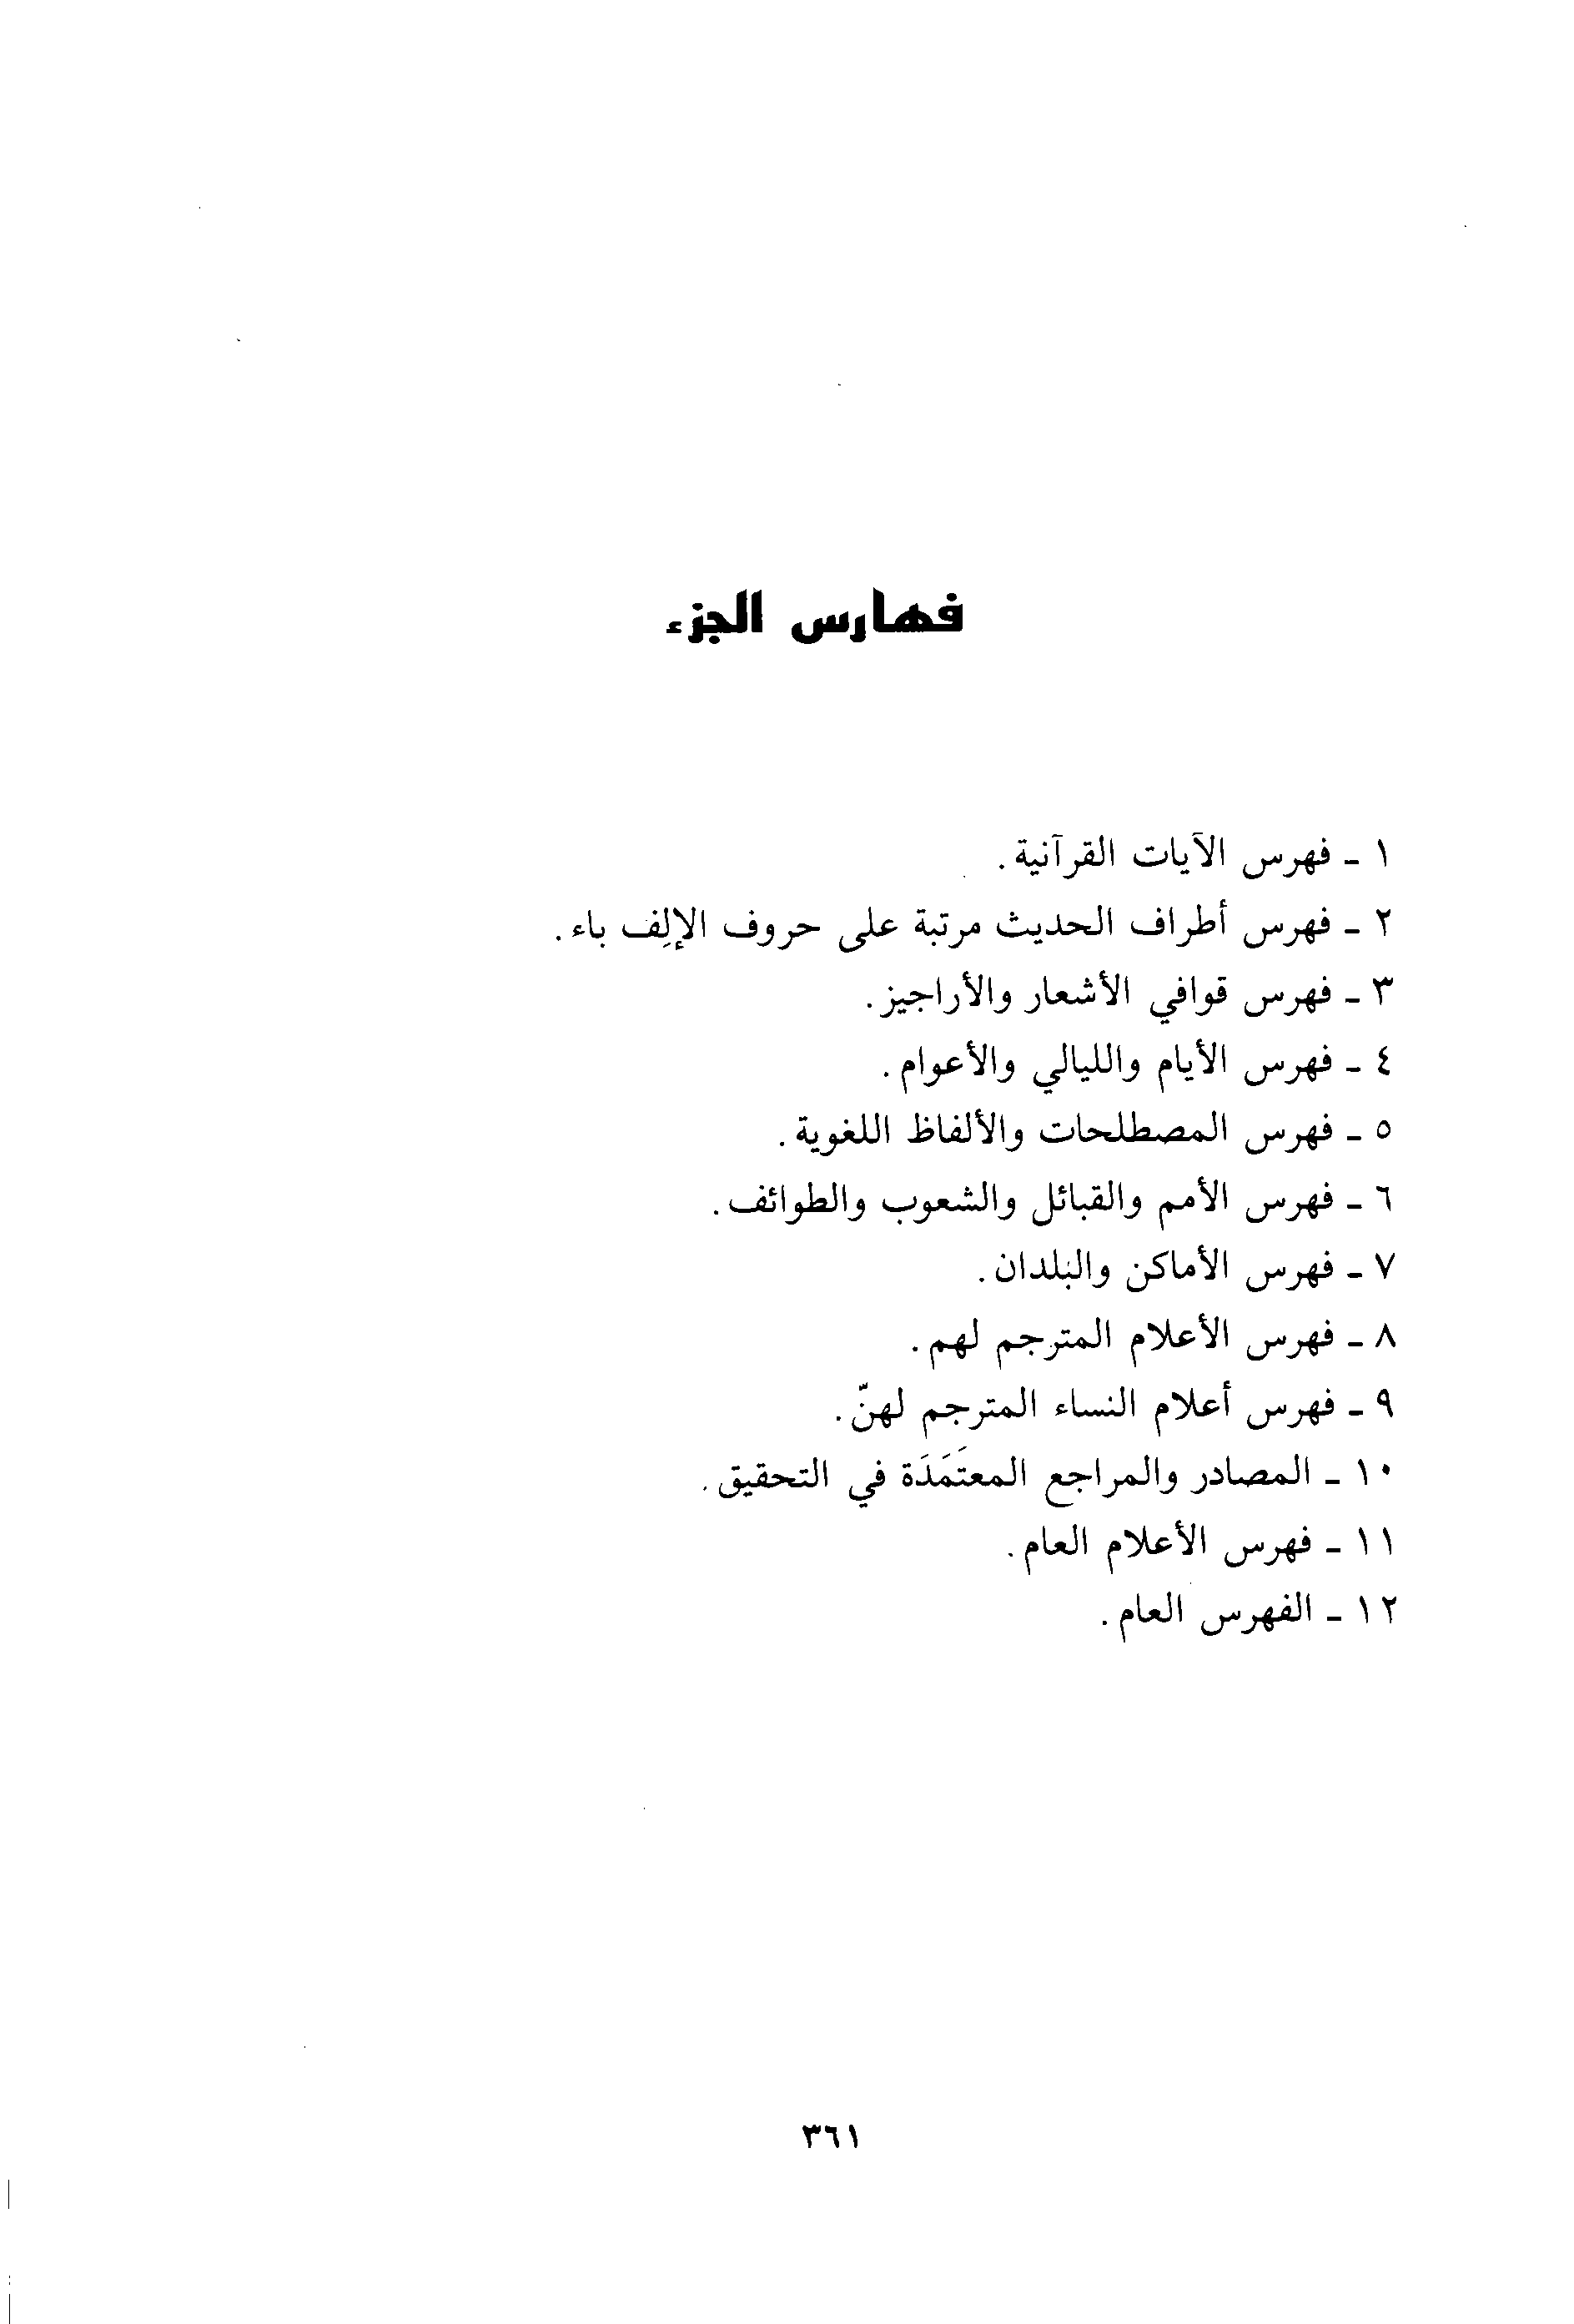 فهارس الجزء
١ - فهرس الآيات القرآنية.
٢ - فهرس أطراف الحديث مرتبة على حروف الإلِف باء.
٣ - فهرس قوافي الأشعار والأراجيز.
٤ - فهرس الأيام والليالي والأعوام.
٥ - فهرس المصطلحات والألفاظ اللغوية.
٦ - فهرس الأمم والقبائل والشعوب والطوائف.
٧ - فهرس الأماكن والبلدان.
٨ - فهرس الأعلام المترجم لهم.
٩ - فهرس أعلام النساء المترجم لهنّ.
١٠ - المصادر والمراجع المعتَمَدَة في التحقيق.
١١ - فهرس الأعلام العام.
١٢ - الفهرس العام.
٣٦١